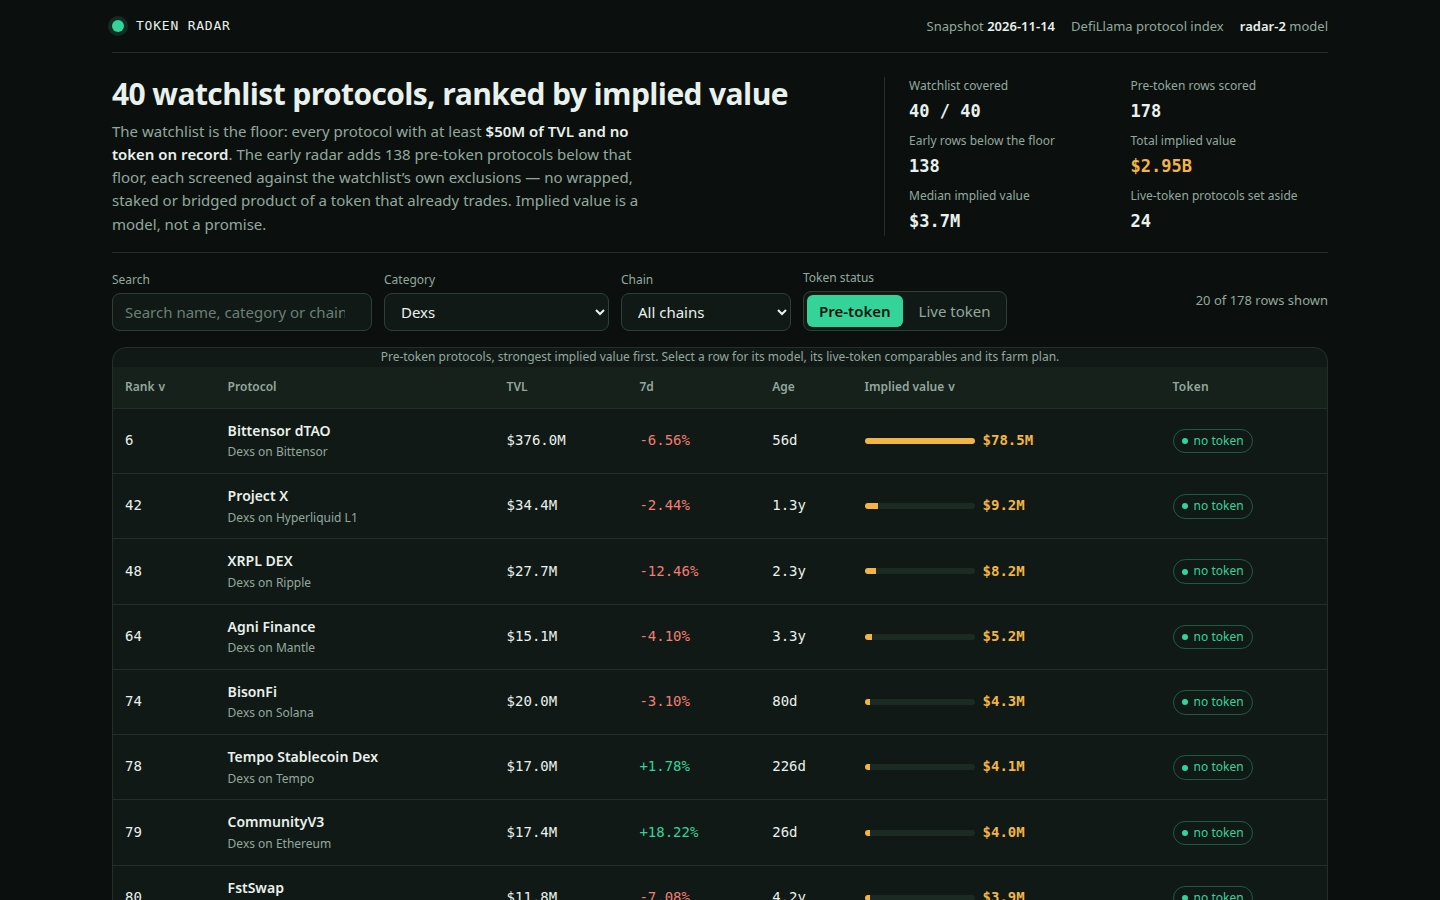 TOKEN RADAR
Snapshot 2026-11-14 DefiLlama protocol index radar-2 model
40 watchlist protocols, ranked by implied value
The watchlist is the floor: every protocol with at least $50M of TVL and no
token on record. The early radar adds 138 pre-token protocols below that
floor, each screened against the watchlist’s own exclusions — no wrapped,
staked or bridged product of a token that already trades. Implied value is a
model, not a promise.
Watchlist covered
40 / 40
Pre-token rows scored
178
Early rows below the floor
138
Total implied value
$2.95B
Median implied value
$3.7M
Live-token protocols set aside
24
Search
Search name, category or chain
Category
Dexs
Chain
All chains
Token status
Pre-token Live token
20 of 178 rows shown
Pre-token protocols, strongest implied value first. Select a row for its model, its live-token comparables and its farm plan.
Rank v Protocol TVL 7d Age Implied value v Token
6 Bittensor dTAO $376.0M -6.56% 56d $78.5M no token
Dexs on Bittensor
42 Project X $34.4M -2.44% 1.3y $9.2M no token
Dexs on Hyperliquid L1
48 XRPL DEX $27.7M -12.46% 2.3y $8.2M no token
Dexs on Ripple
64 Agni Finance $15.1M -4.10% 3.3y $5.2M no token
Dexs on Mantle
74 BisonFi $20.0M -3.10% 80d $4.3M no token
Dexs on Solana
78 Tempo Stablecoin Dex $17.0M +1.78% 226d $4.1M no token
Dexs on Tempo
79 CommunityV3 $17.4M +18.22% 26d $4.0M no token
Dexs on Ethereum
80 FstSwap $11.8M -7.08% 4.2y $3.9M no token